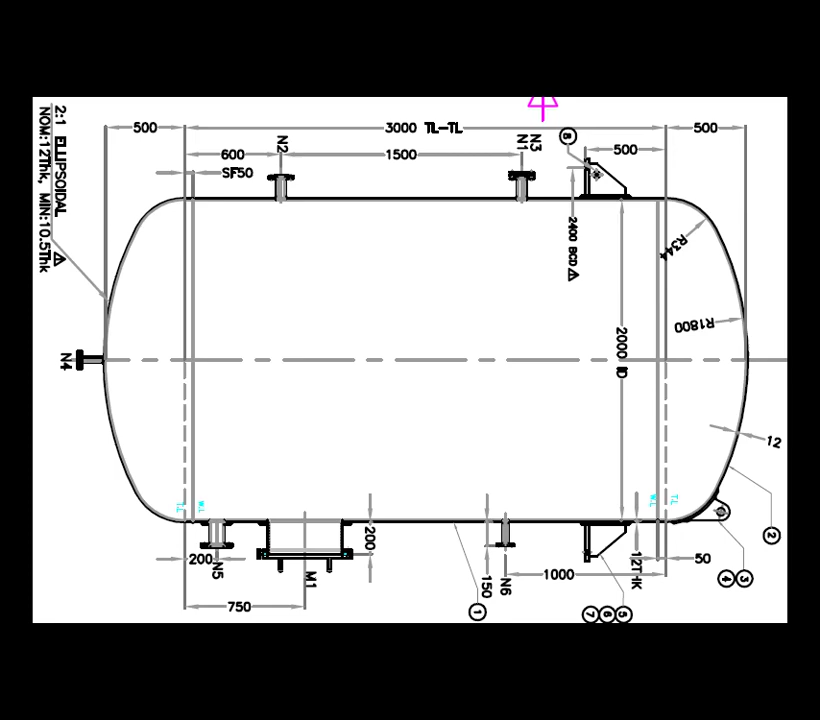 2:1 ELLIPSOIDAL
NOM:12Thk, MIN:10.5Thk
500
3000 TL-TL
500
600
1500
500
SF50
N2
N3
N1
8
2400 BCD
R344
R1800
2000 ID
N4
12
TL
WL
WL
TL
200
N5
M1
200
150
N6
12THK
50
1000
750
1
2
3
4
5
6
7